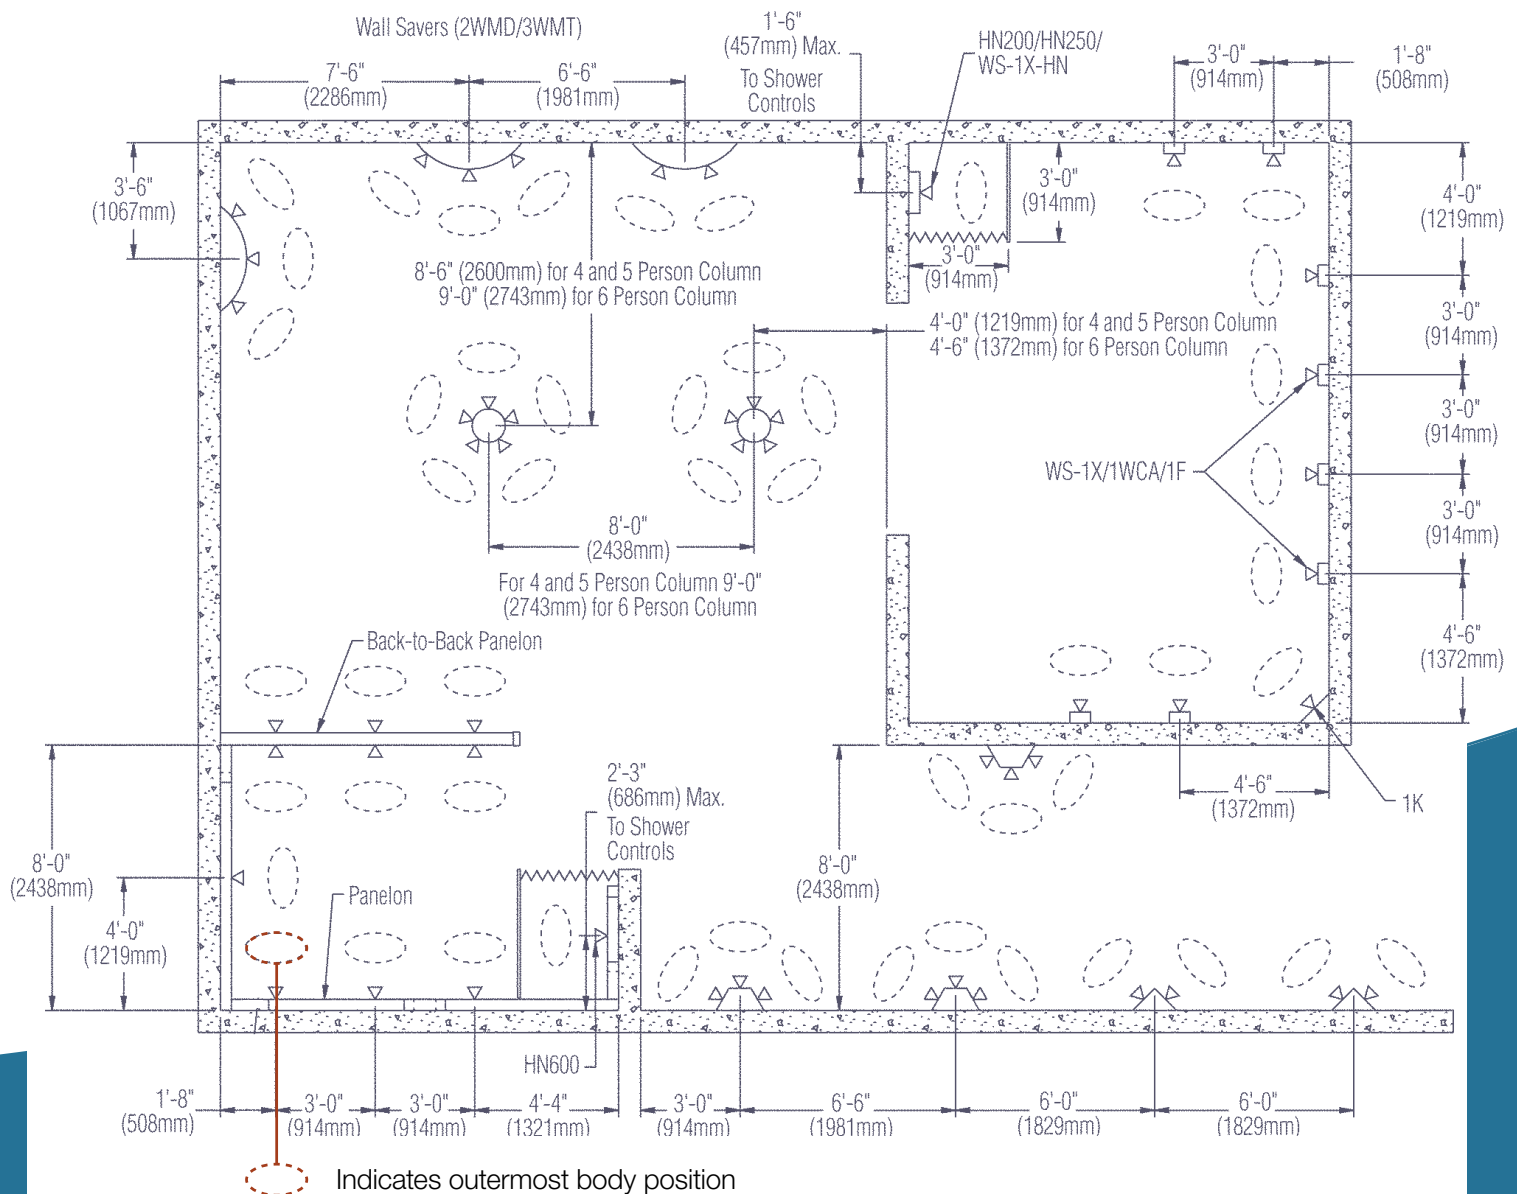 Wall Savers (2WMD/3WMT)
1'-6"
(457mm) Max.
To Shower
Controls
HN200/HN250/
WS-1X-HN
3'-0"
(914mm)
1'-8"
(508mm)
7'-6"
(2286mm)
6'-6"
(1981mm)
3'-6"
(1067mm)
3'-0"
(914mm)
4'-0"
(1219mm)
3'-0"
(914mm)
8'-6" (2600mm) for 4 and 5 Person Column
9'-0" (2743mm) for 6 Person Column
4'-0" (1219mm) for 4 and 5 Person Column
4'-6" (1372mm) for 6 Person Column
3'-0"
(914mm)
3'-0"
(914mm)
WS-1X/1WCA/1F
3'-0"
(914mm)
8'-0"
(2438mm)
For 4 and 5 Person Column 9'-0"
(2743mm) for 6 Person Column
Back-to-Back Panelon
4'-6"
(1372mm)
2'-3"
(686mm) Max.
To Shower
Controls
4'-6"
(1372mm)
1K
8'-0"
(2438mm)
8'-0"
(2438mm)
Panelon
4'-0"
(1219mm)
HN600
1'-8"
(508mm)
3'-0"
(914mm)
3'-0"
(914mm)
4'-4"
(1321mm)
3'-0"
(914mm)
6'-6"
(1981mm)
6'-0"
(1829mm)
6'-0"
(1829mm)
Indicates outermost body position